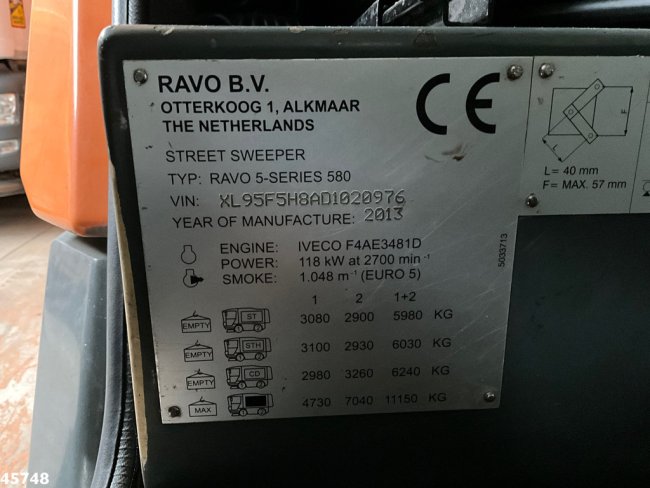 RAVO B.V.
OTTERKOOG 1, ALKMAAR
THE NETHERLANDS
CE
STREET SWEEPER
TYP: RAVO 5-SERIES 580
VIN: XL95F5H8AD1020976
YEAR OF MANUFACTURE: 2013
ENGINE: IVECO F4AE3481D
POWER: 118 kW at 2700 min⁻¹
SMOKE: 1.048 m⁻¹ (EURO 5)
1 2 1+2
EMPTY ST 3080 2900 5980 KG
EMPTY STH 3100 2930 6030 KG
EMPTY CD 2980 3260 6240 KG
MAX 4730 7040 11150 KG
5033713
L F
L= 40 mm
F= MAX. 57 mm
45748